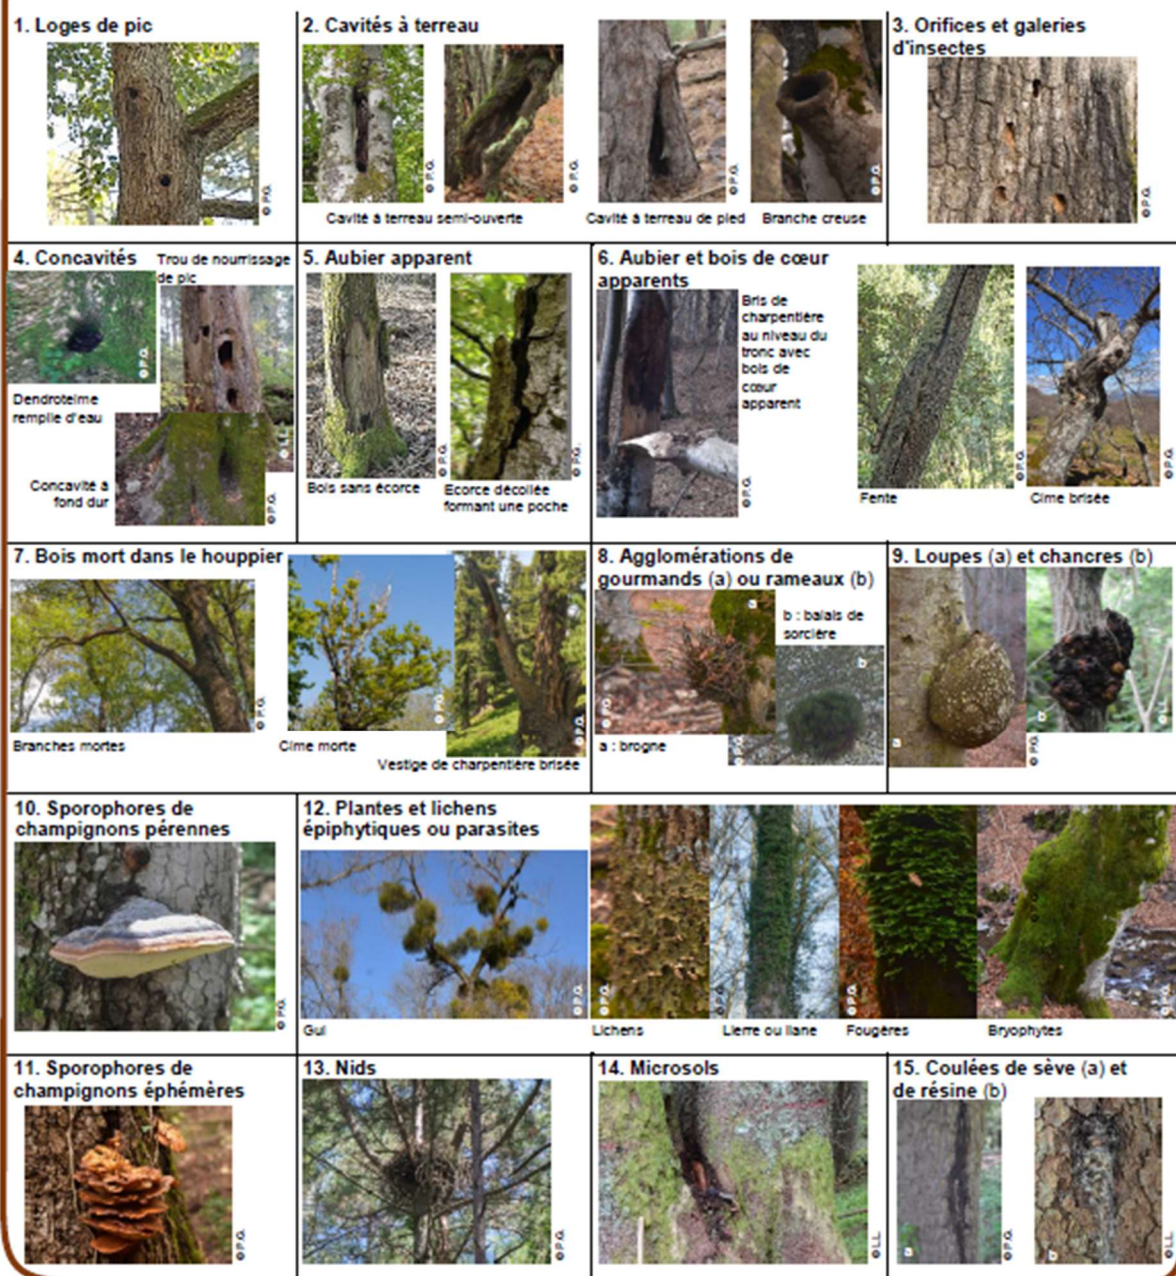 1. Loges de pic
© P.G.
2. Cavités à terreau
© P.G.
© P.G.
© P.G.
© P.G.
Cavité à terreau semi-ouverte
Cavité à terreau de pied
Branche creuse
3. Orifices et galeries
d'insectes
© P.G.
4. Concavités
Trou de nourrissage
de pic
© P.G.
Dendrotelme
remplie d'eau
© L.L.
Concavité à
fond dur
© P.G.
5. Aubier apparent
© P.G.
© P.G.
Bois sans écorce
Ecorce décollée
formant une poche
6. Aubier et bois de cœur
apparents
Bris de
charpentière
au niveau du
tronc avec
bois de
cœur
apparent
© P.G.
© P.G.
© P.G.
Fente
Cime brisée
7. Bois mort dans le houppier
© P.G.
© P.G.
© P.G.
Branches mortes
Cime morte
Vestige de charpentière brisée
8. Agglomérations de
gourmands (a) ou rameaux (b)
a
b : balais de
sorcière
b
© P.G.
a : brogne
© P.G.
9. Loupes (a) et chancres (b)
a
b
© P.G.
© L.L.
10. Sporophores de
champignons pérennes
© P.G.
12. Plantes et lichens
épiphytiques ou parasites
© P.G.
© P.G.
© P.G.
© P.G.
Gui
Lichens
Lierre ou liane
Fougères
Bryophytes
11. Sporophores de
champignons éphémères
© P.G.
13. Nids
© P.G.
14. Microsols
© L.L.
15. Coulées de sève (a) et
de résine (b)
a
© P.G.
b
© L.L.